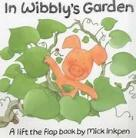 In Wibbly's Garden
A lift the flap book by Mick Inkpen